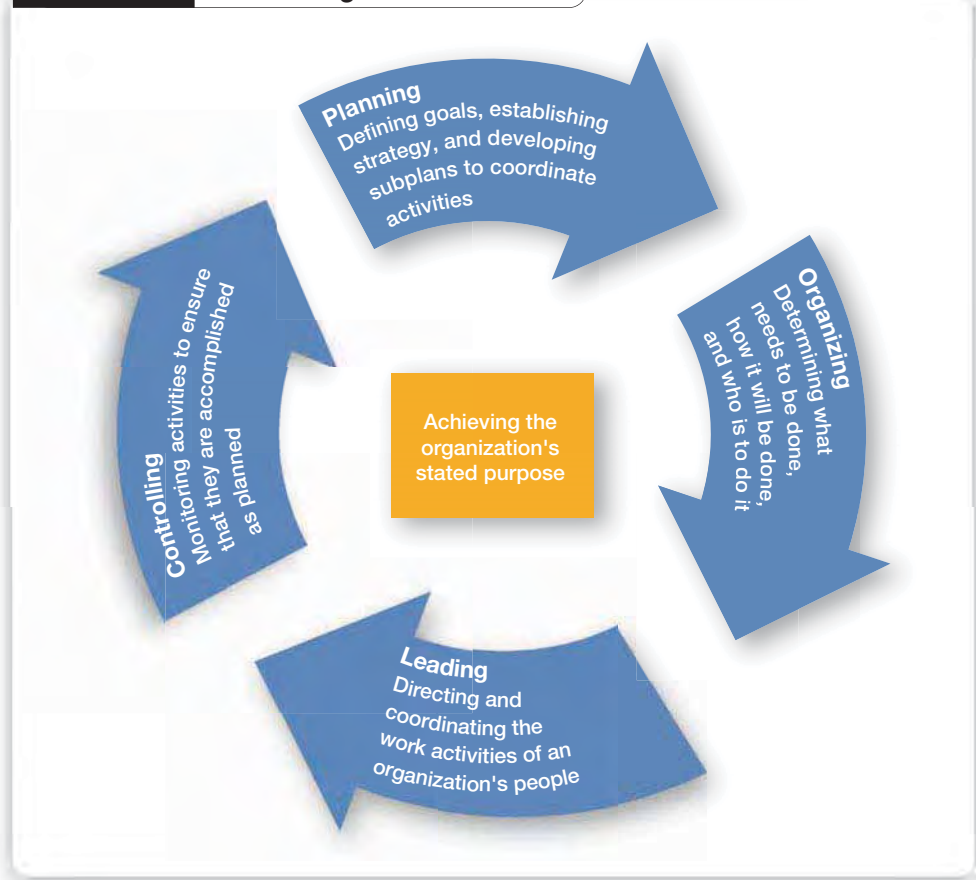 Planning
Defining goals, establishing
strategy, and developing
subplans to coordinate
activities
Organizing
Determining what
needs to be done,
how it will be done,
and who is to do it
Leading
Directing and
coordinating the
work activities of an
organization's people
Controlling
Monitoring activities to ensure
that they are accomplished
as planned
Achieving the
organization's
stated purpose